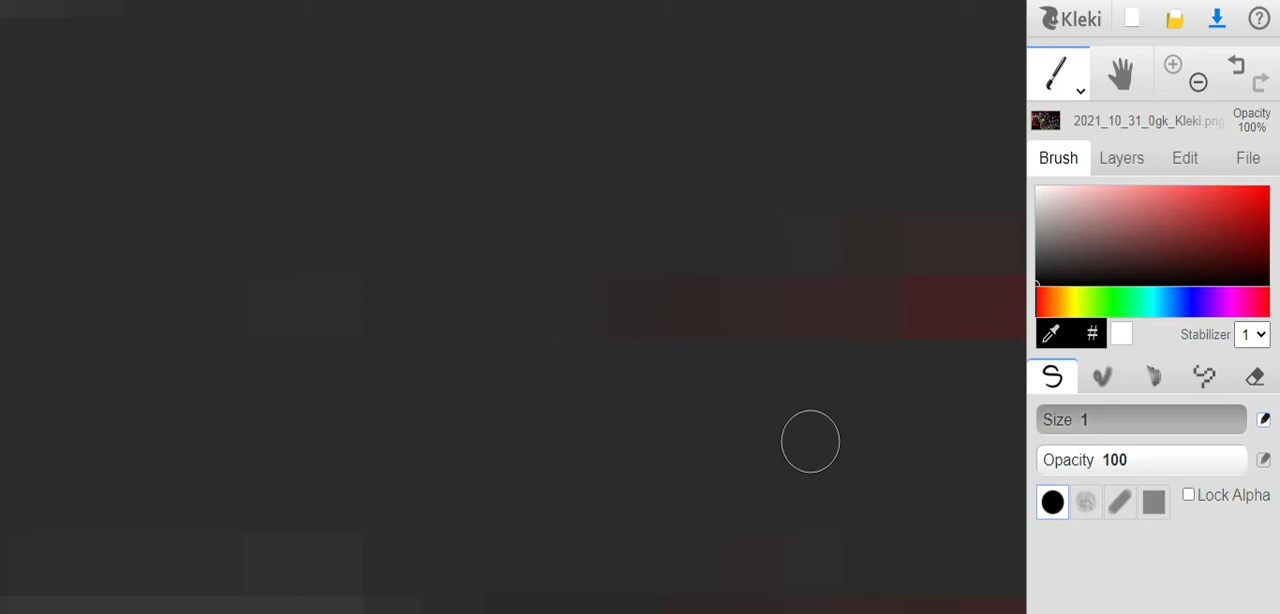 Kleki
?
2021_10_31_0gk_Kleki.png
Opacity
100%
Brush Layers Edit File
# Stabilizer 1
Size 1
Opacity 100
Lock Alpha